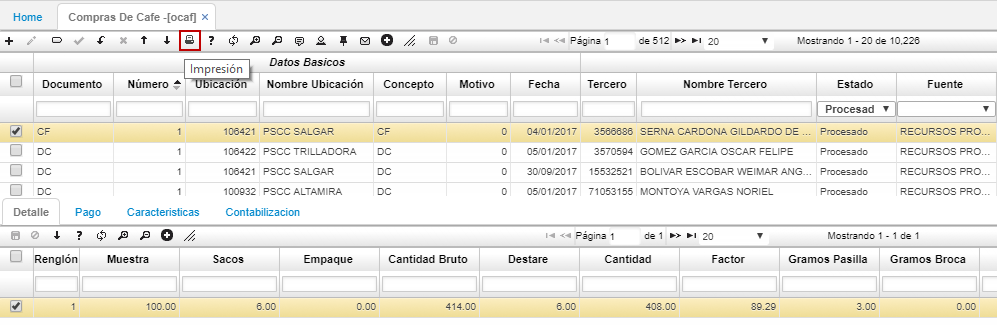 Home Compras De Cafe -[ocaf] ×
Página 1 de 512 20 Mostrando 1 - 20 de 10,226
Impresión
Datos Basicos
Documento Número Ubicación Nombre Ubicación Concepto Motivo Fecha Tercero Nombre Tercero Estado Fuente
Procesad
CF 1 106421 PSCC SALGAR CF 0 04/01/2017 3566686 SERNA CARDONA GILDARDO DE ... Procesado RECURSOS PRO...
DC 1 106422 PSCC TRILLADORA DC 0 05/01/2017 3570594 GOMEZ GARCIA OSCAR FELIPE Procesado RECURSOS PRO...
DC 1 106421 PSCC SALGAR DC 0 30/09/2017 15532521 BOLIVAR ESCOBAR WEIMAR ANG... Procesado RECURSOS PRO...
DC 1 100932 PSCC ALTAMIRA DC 0 05/01/2017 71053155 MONTOYA VARGAS NORIEL Procesado RECURSOS PRO...
Detalle Pago Caracteristicas Contabilizacion
Página 1 de 1 20 Mostrando 1 - 1 de 1
Renglón Muestra Sacos Empaque Cantidad Bruto Destare Cantidad Factor Gramos Pasilla Gramos Broca
1 100.00 6.00 0.00 414.00 6.00 408.00 89.29 3.00 0.00